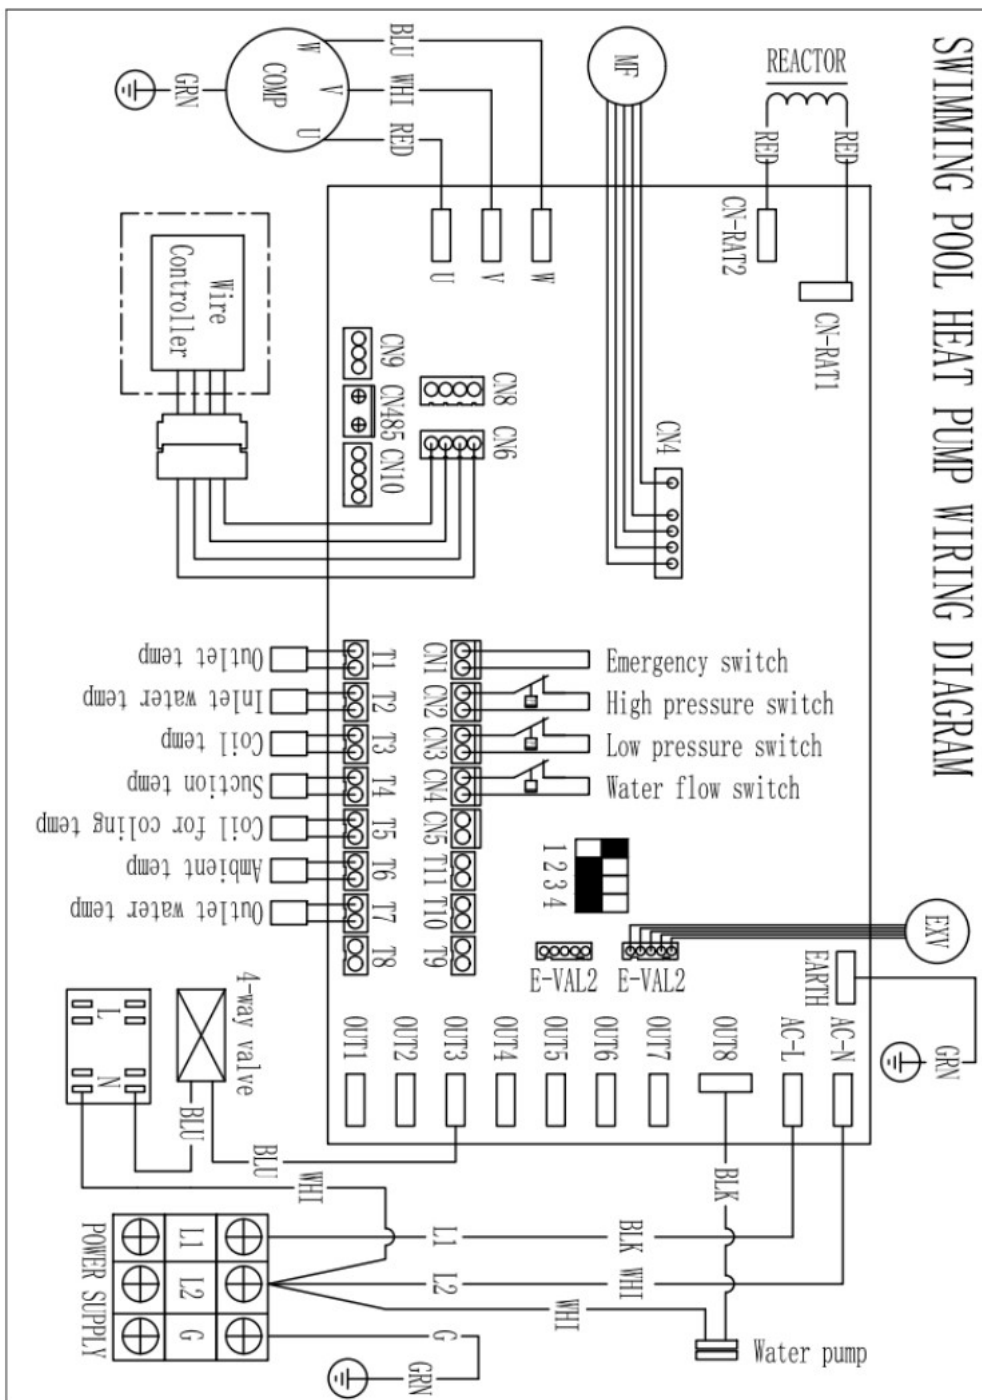 SWIMMING POOL HEAT PUMP WIRING DIAGRAM
COMP
W
V
U
GRN
BLU
WHI
RED
MF
REACTOR
RED
RED
CN-RAT2
CN-RAT1
U
V
W
Wire
Controller
CN9
CN485
CN10
CN8
CN6
CN4
Outlet temp
Inlet water temp
Coil temp
Suction temp
Coil for coling temp
Ambient temp
Outlet water temp
T1
T2
T3
T4
T5
T6
T7
T8
CN1
CN2
CN3
CN4
CN5
T11
T10
T9
Emergency switch
High pressure switch
Low pressure switch
Water flow switch
1 2 3 4
E-VAL2
E-VAL2
EXV
EARTH
GRN
L
N
4-way valve
BLU
BLU
WHI
OUT1
OUT2
OUT3
OUT4
OUT5
OUT6
OUT7
OUT8
AC-L
AC-N
BLK
POWER SUPPLY
L1
L2
G
L1
L2
G
GRN
BLK
WHI
WHI
Water pump